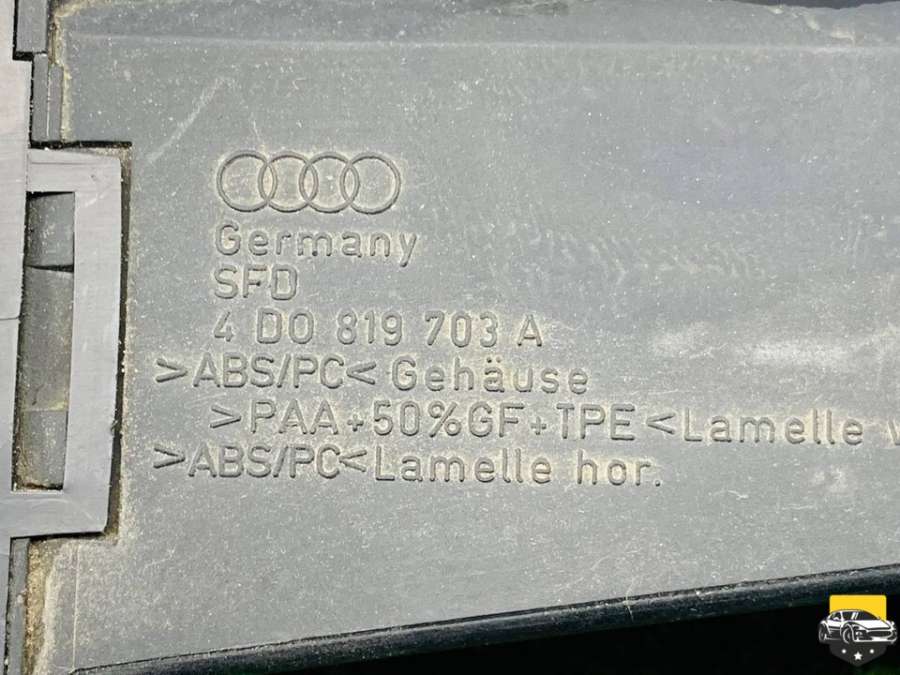 Germany
SFD
4 D0 819 703 A
>ABS/PC< Gehäuse
>PAA+50%GF+TPE<Lamelle
>ABS/PC<Lamelle hor.